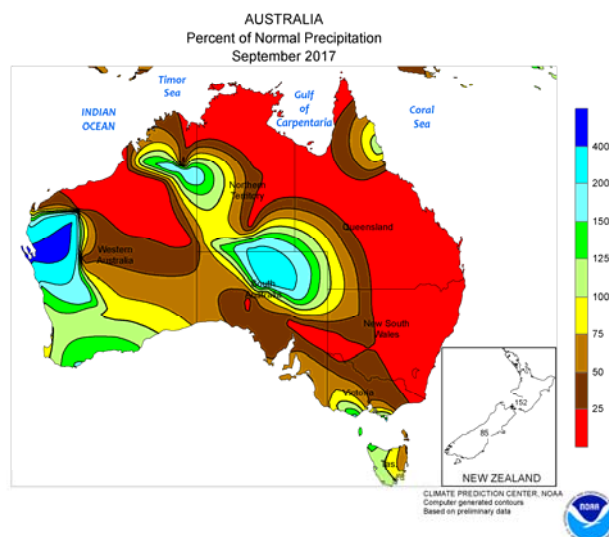 AUSTRALIA
Percent of Normal Precipitation
September 2017
Timor
Sea
Gulf
of
Carpentaria
Coral
Sea
INDIAN
OCEAN
Northern
Territory
Queensland
Western
Australia
South
Australia
New South
Wales
Victoria
Tas.
400
200
150
125
100
75
50
25
152
85
NEW ZEALAND
CLIMATE PREDICTION CENTER, NOAA
Computer generated contours
Based on preliminary data
NOAA